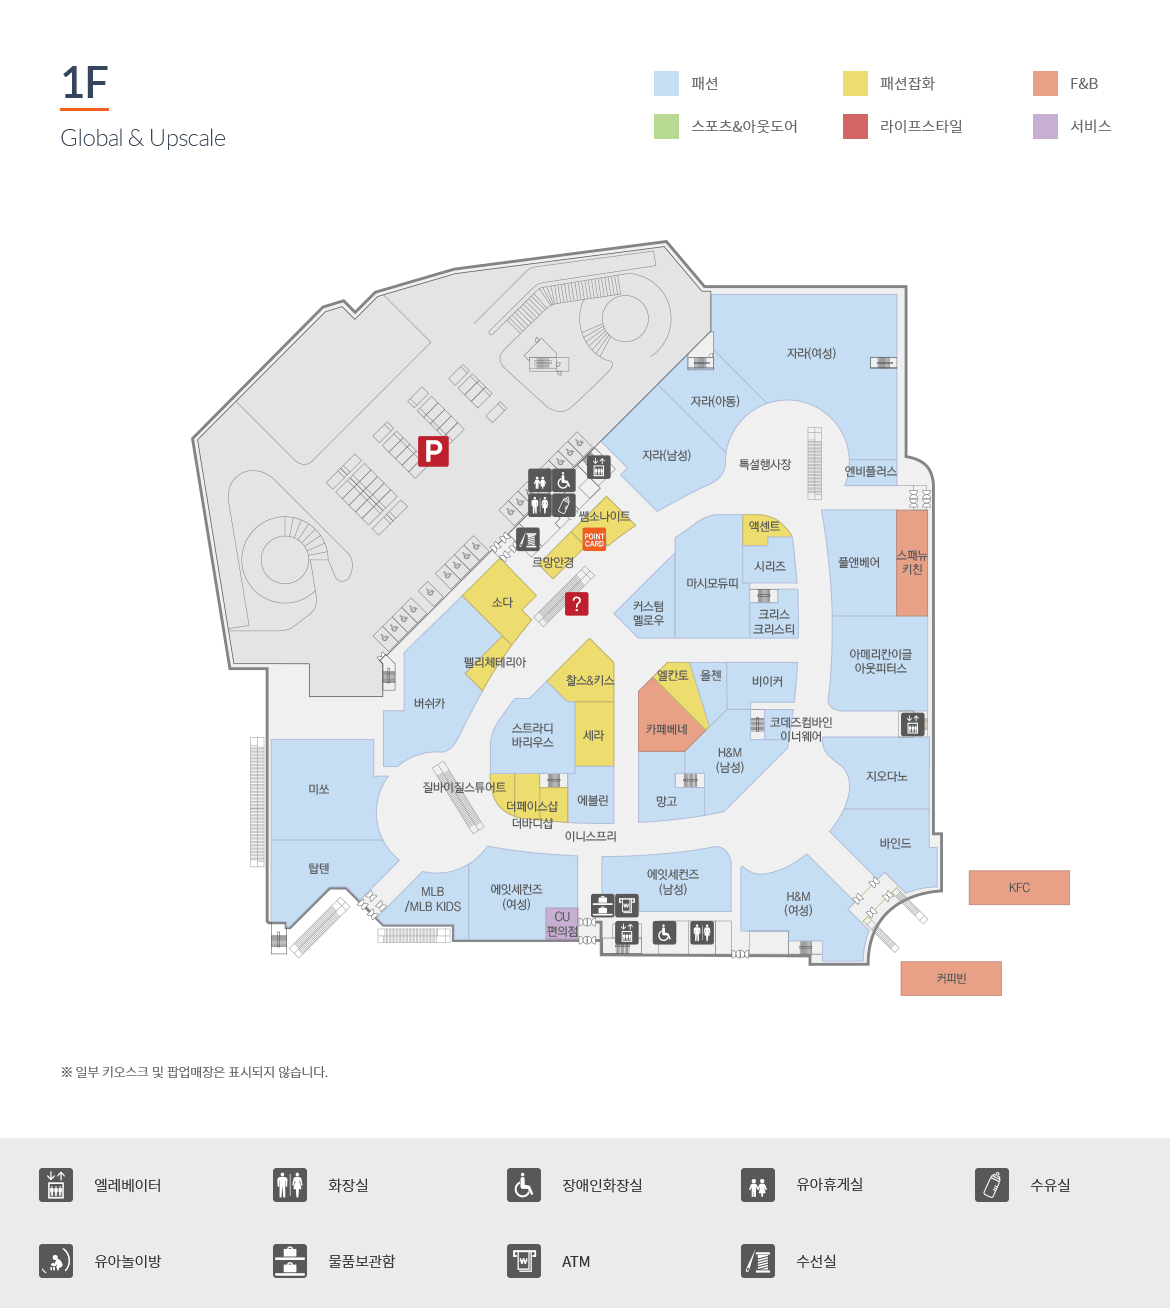 1F
Global & Upscale
패션
패션잡화
F&B
스포츠&아웃도어
라이프스타일
서비스
자라(여성)
자라(아동)
자라(남성)
특설행사장
엔비플러스
P
쌤소나이트
POINT
CARD
르망안경
액센트
시리즈
마시모듀띠
풀앤베어
스패뉴
키친
소다
?
커스텀
멜로우
크리스
크리스티
펠리체테리아
아메리칸이글
아웃피터스
찰스&키스
엘칸토
올젠
비이커
버쉬카
스트라디
바리우스
세라
카페베네
코데즈컴바인
이너웨어
H&M
(남성)
지오다노
미쏘
질바이질스튜어트
더페이스샵
더바디샵
에블린
망고
이니스프리
바인드
탑텐
MLB
/MLB KIDS
에잇세컨즈
(여성)
에잇세컨즈
(남성)
H&M
(여성)
KFC
CU
편의점
커피빈
※ 일부 키오스크 및 팝업매장은 표시되지 않습니다.
엘레베이터
화장실
장애인화장실
유아휴게실
수유실
유아놀이방
물품보관함
ATM
수선실